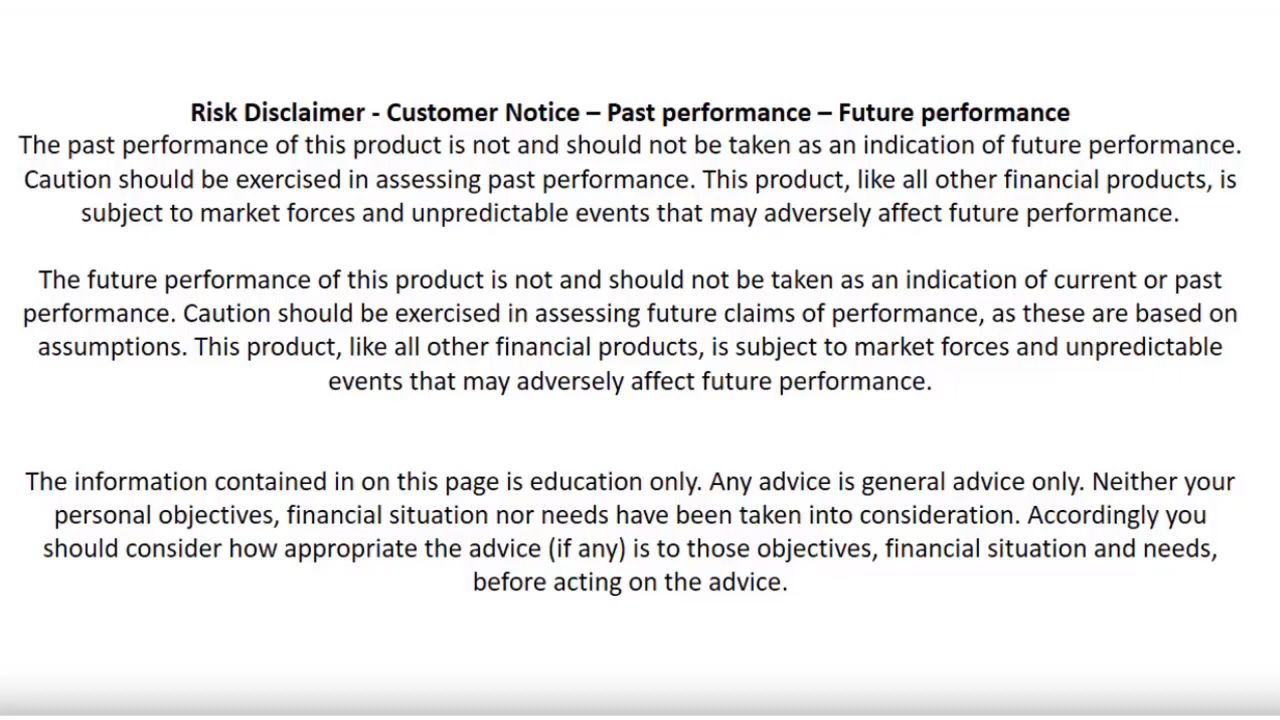 Risk Disclaimer - Customer Notice – Past performance – Future performance
The past performance of this product is not and should not be taken as an indication of future performance.
Caution should be exercised in assessing past performance. This product, like all other financial products, is
subject to market forces and unpredictable events that may adversely affect future performance.
The future performance of this product is not and should not be taken as an indication of current or past
performance. Caution should be exercised in assessing future claims of performance, as these are based on
assumptions. This product, like all other financial products, is subject to market forces and unpredictable
events that may adversely affect future performance.
The information contained in on this page is education only. Any advice is general advice only. Neither your
personal objectives, financial situation nor needs have been taken into consideration. Accordingly you
should consider how appropriate the advice (if any) is to those objectives, financial situation and needs,
before acting on the advice.